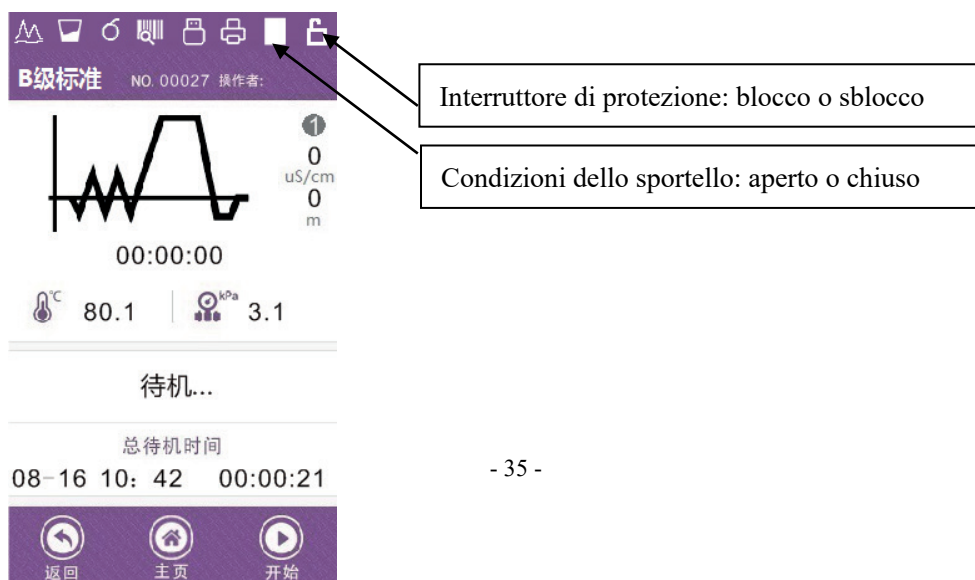 B级标准 NO. 00027 操作者:
Interruttore di protezione: blocco o sblocco
Condizioni dello sportello: aperto o chiuso
1
0
uS/cm
0
m
00:00:00
℃ 80.1 kPa 3.1
待机...
总待机时间
08-16 10: 42 00:00:21
- 35 -
返回 主页 开始